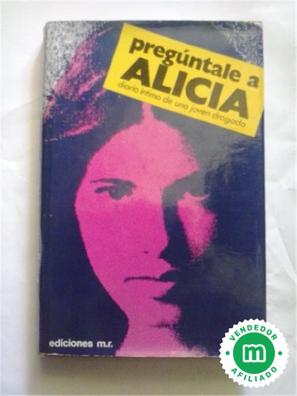 pregúntale a
ALICIA
diario íntimo de una joven drogada
ediciones m.r.
VENDEDOR
m
AFILIADO